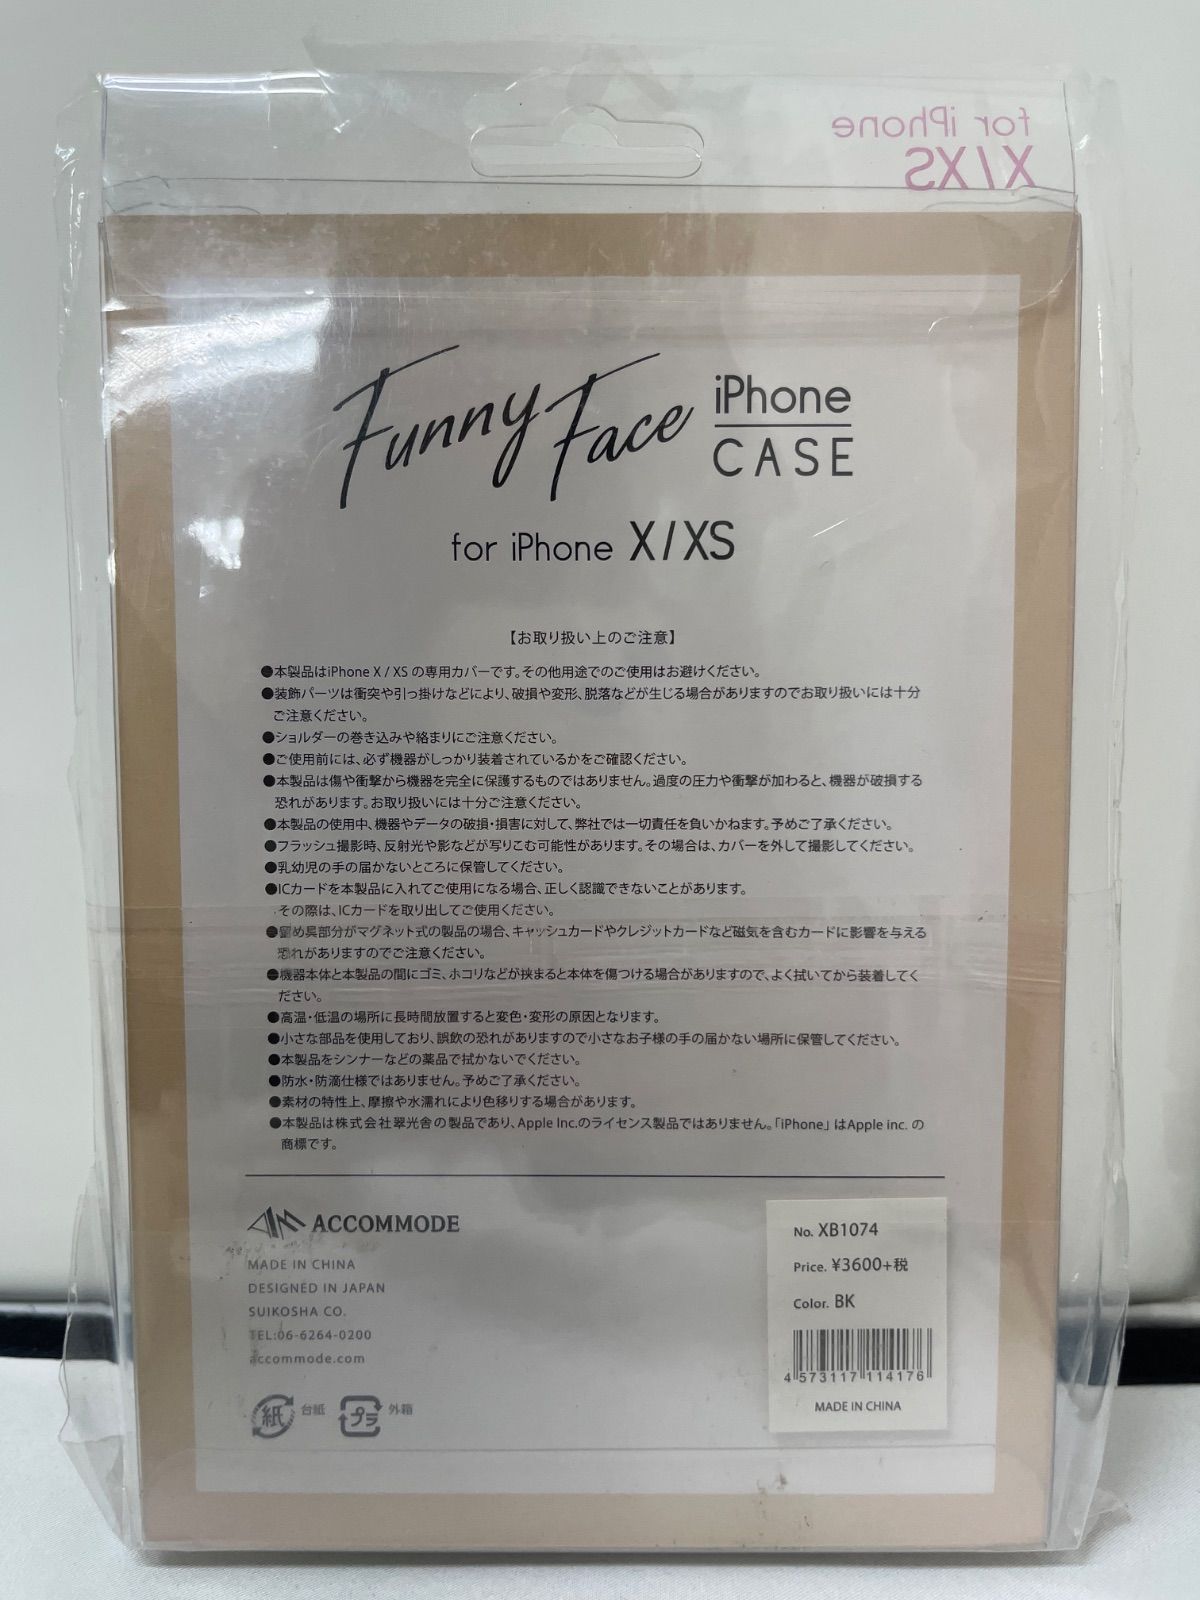 for iPhone
X/XS
Funny Face iPhone
CASE
for iPhone X/XS
【お取り扱い上のご注意】
●本製品はiPhone X / XS の専用カバーです。その他用途でのご使用はお避けください。
●装飾パーツは衝突や引っ掛けなどにより、破損や変形、脱落などが生じる場合がありますのでお取り扱いには十分
ご注意ください。
●ショルダーの巻き込みや絡まりにご注意ください。
●ご使用前には、必ず機器がしっかり装着されているかをご確認ください。
●本製品は傷や衝撃から機器を完全に保護するものではありません。過度の圧力や衝撃が加わると、機器が破損する
恐れがあります。お取り扱いには十分ご注意ください。
●本製品の使用中、機器やデータの破損・損害に対して、弊社では一切責任を負いかねます。予めご了承ください。
●フラッシュ撮影時、反射光や影などが写りこむ可能性があります。その場合は、カバーを外して撮影してください。
●乳幼児の手の届かないところに保管してください。
●ICカードを本製品に入れてご使用になる場合、正しく認識できないことがあります。
その際は、ICカードを取り出してご使用ください。
●留め具部分がマグネット式の製品の場合、キャッシュカードやクレジットカードなど磁気を含むカードに影響を与える
恐れがありますのでご注意ください。
●機器本体と本製品の間にゴミ、ホコリなどが挟まると本体を傷つける場合がありますので、よく拭いてから装着してく
ださい。
●高温・低温の場所に長時間放置すると変色・変形の原因となります。
●小さな部品を使用しており、誤飲の恐れがありますので小さなお子様の手の届かない場所に保管してください。
●本製品をシンナーなどの薬品で拭かないでください。
●防水・防滴仕様ではありません。予めご了承ください。
●素材の特性上、摩擦や水濡れにより色移りする場合があります。
●本製品は株式会社翠光舎の製品であり、Apple Inc.のライセンス製品ではありません。「iPhone」はApple inc. の
商標です。
ACCOMMODE
MADE IN CHINA
DESIGNED IN JAPAN
SUIKOSHA CO.
TEL:06-6264-0200
accommode.com
紙 台紙 プラ 外箱
No. XB1074
Price. ¥3600+税
Color. BK
4 573117 114176
MADE IN CHINA